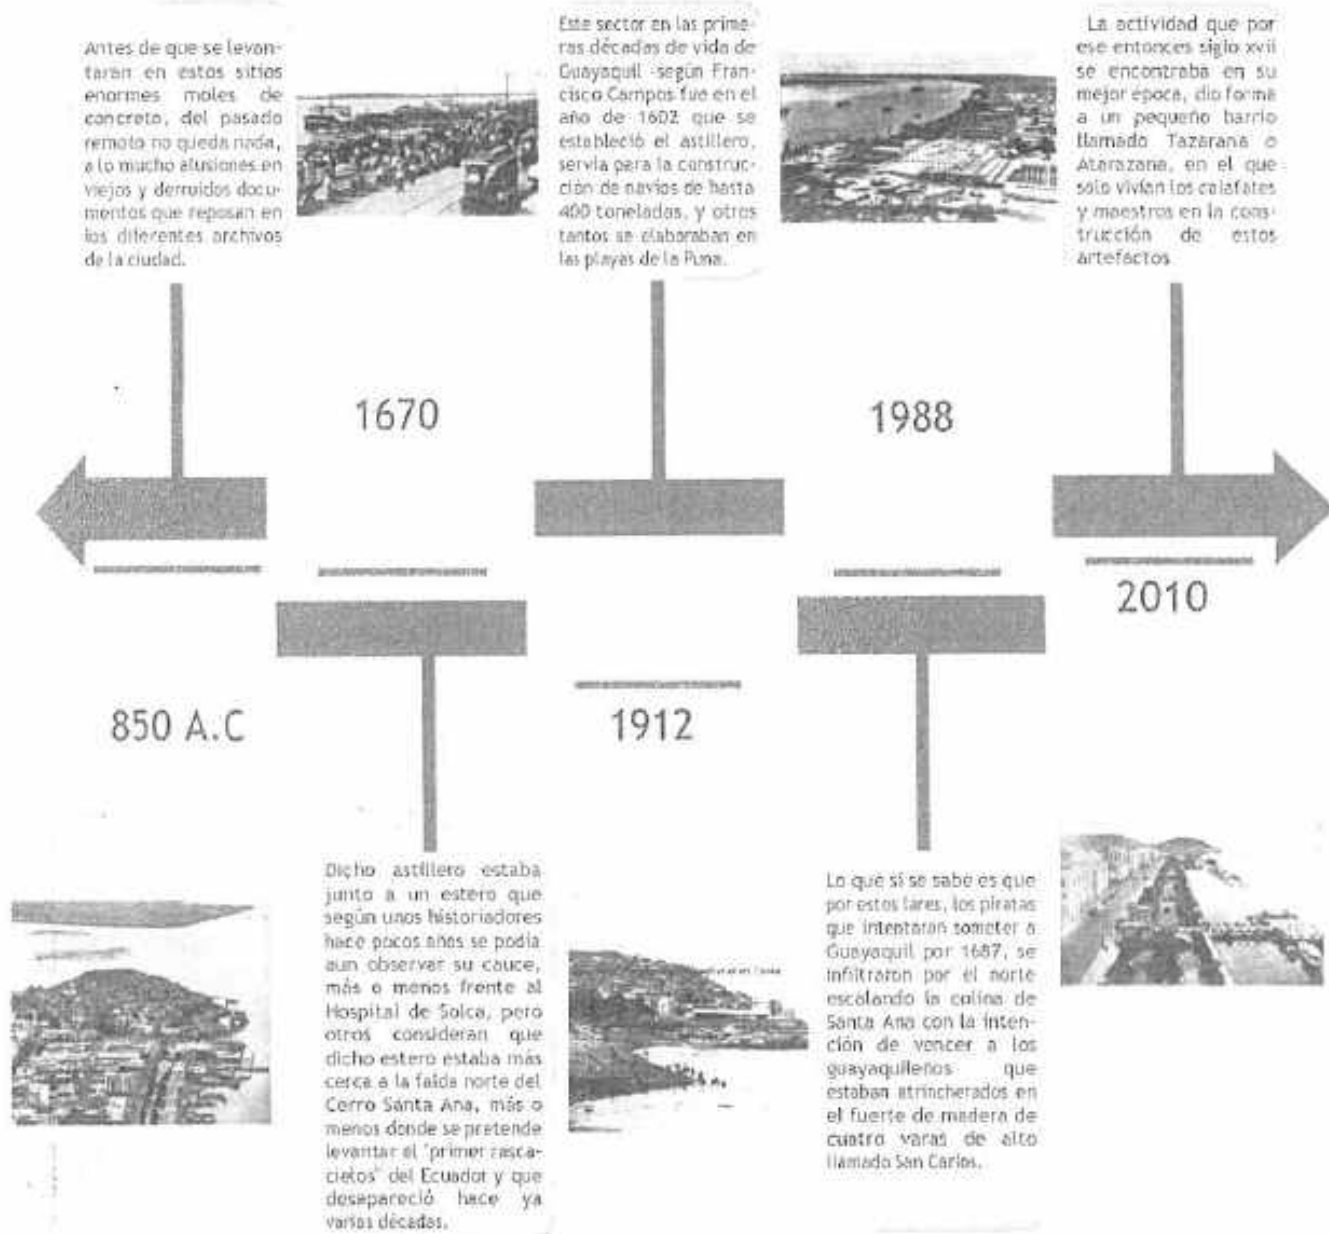 Antes de que se levan-
taran en estos sitios
enormes moles de
concreto, del pasado
remoto no queda nada,
a lo mucho alusiones en
viejos y derruidos docu-
mentos que reposan en
los diferentes archivos
de la ciudad.
Este sector en las prime-
ras décadas de vida de
Guayaquil -según Fran-
cisco Campos fue en el
año de 1602 que se
estableció el astillero,
servía para la construc-
ción de navíos de hasta
400 toneladas, y otros
tantos se elaboraban en
las playas de la Puna.
La actividad que por
ese entonces siglo xvii
se encontraba en su
mejor época, dio forma
a un pequeño barrio
llamado Tazarana o
Atarazana, en el que
solo vivían los calafates
y maestros en la cons-
trucción de estos
artefactos
1670
1988
2010
850 A.C
1912
Dicho astillero estaba
junto a un estero que
según unos historiadores
hace pocos años se podía
aun observar su cauce,
más o menos frente al
Hospital de Solca, pero
otros consideran que
dicho estero estaba más
cerca a la falda norte del
Cerro Santa Ana, más o
menos donde se pretende
levantar el "primer rasca-
cielos" del Ecuador y que
desapareció hace ya
varias décadas.
Lo que si se sabe es que
por estos lares, los piratas
que intentaran someter a
Guayaquil por 1687, se
infiltraron por el norte
escalando la colina de
Santa Ana con la inten-
ción de vencer a los
guayaquileños que
estaban atrincherados en
el fuerte de madera de
cuatro varas de alto
llamado San Carlos.